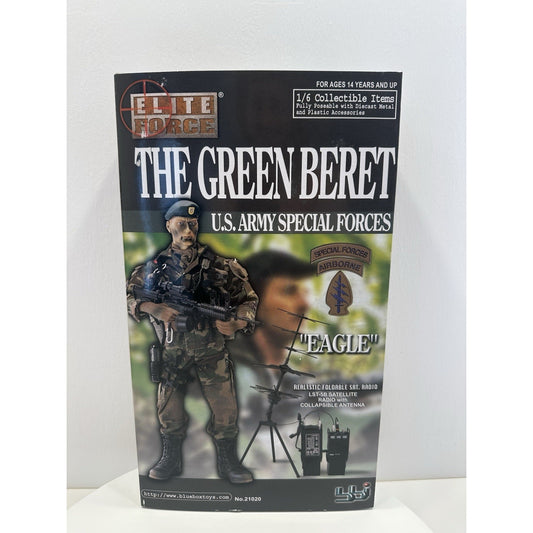 ELITE
FORCE®
FOR AGES 14 YEARS AND UP
1/6 Collectible Items
Fully Poseable with Diecast Metal
and Plastic Accessories
THE GREEN BERET
U.S. ARMY SPECIAL FORCES
SPECIAL FORCES
AIRBORNE
"EAGLE"
REALISTIC FOLDABLE SAT. RADIO
LST-5B SATELLITE
RADIO with
COLLAPSIBLE ANTENNA
http://www.blueboxtoys.com
No.21020
bbi